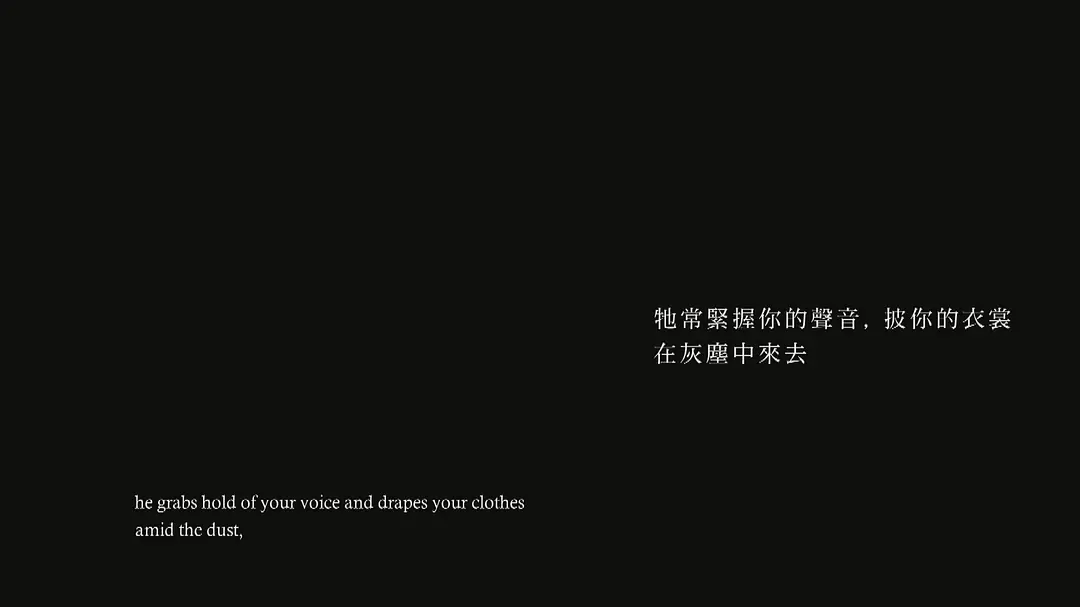 牠常緊握你的聲音, 披你的衣裳
在灰塵中來去
he grabs hold of your voice and drapes your clothes
amid the dust,